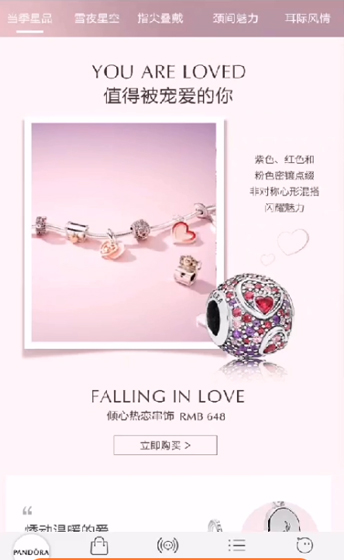 当季星品 雪夜星空 指尖叠戴 颈间魅力 耳际风情
YOU ARE LOVED
值得被宠爱的你
紫色、红色和
粉色密镶点缀
非对称心形混搭
闪耀魅力
FALLING IN LOVE
倾心热恋串饰 RMB 648
立即购买 >
“
PANDORA